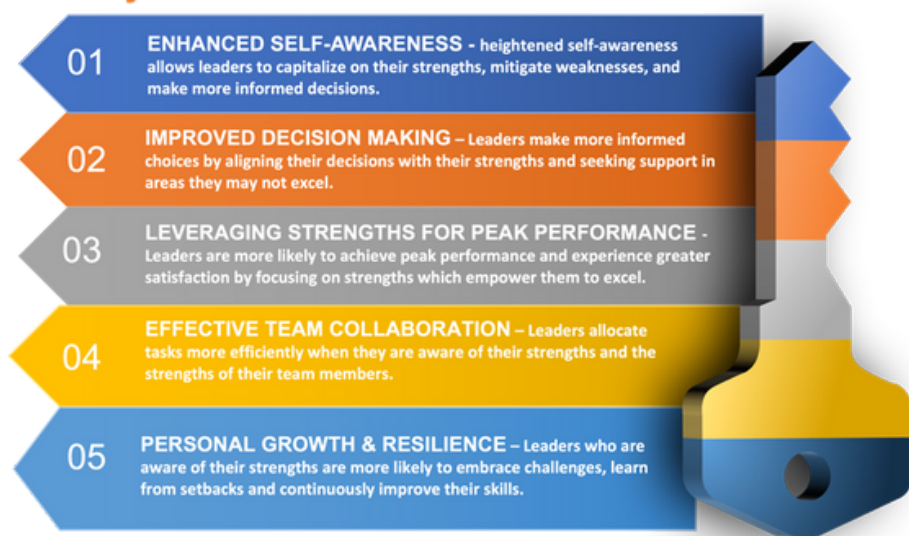 01
ENHANCED SELF-AWARENESS - heightened self-awareness
allows leaders to capitalize on their strengths, mitigate weaknesses, and
make more informed decisions.
02
IMPROVED DECISION MAKING – Leaders make more informed
choices by aligning their decisions with their strengths and seeking support in
areas they may not excel.
03
LEVERAGING STRENGTHS FOR PEAK PERFORMANCE -
Leaders are more likely to achieve peak performance and experience greater
satisfaction by focusing on strengths which empower them to excel.
04
EFFECTIVE TEAM COLLABORATION – Leaders allocate
tasks more efficiently when they are aware of their strengths and the
strengths of their team members.
05
PERSONAL GROWTH & RESILIENCE – Leaders who are
aware of their strengths are more likely to embrace challenges, learn
from setbacks and continuously improve their skills.